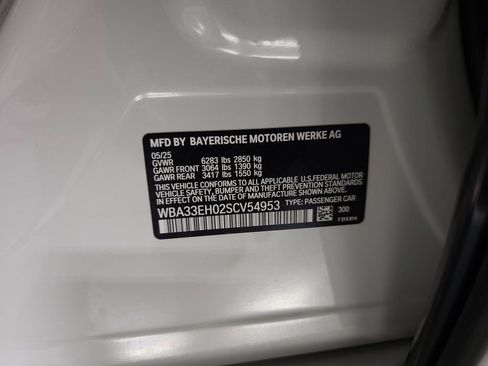 MFD BY BAYERISCHE MOTOREN WERKE AG
05/25
GVWR 6283 lbs 2850 kg
GAWR FRONT 3064 lbs 1390 kg
GAWR REAR 3417 lbs 1550 kg
THIS VEHICLE CONFORMS TO ALL APPLICABLE U.S.FEDERAL MOTOR
VEHICLE SAFETY, BUMPER AND THEFT PREVENTION STANDARDS
IN EFFECT ON THE DATE OF MANUFACTURE SHOWN ABOVE.
WBA33EH02SCV54953 TYPE: PASSENGER CAR
300